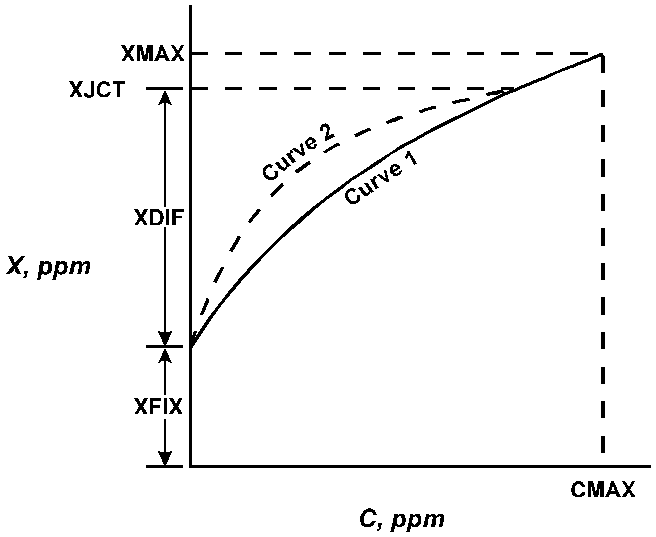 XMAX
XJCT
Curve 2
Curve 1
XDIF
X, ppm
XFIX
CMAX
C, ppm